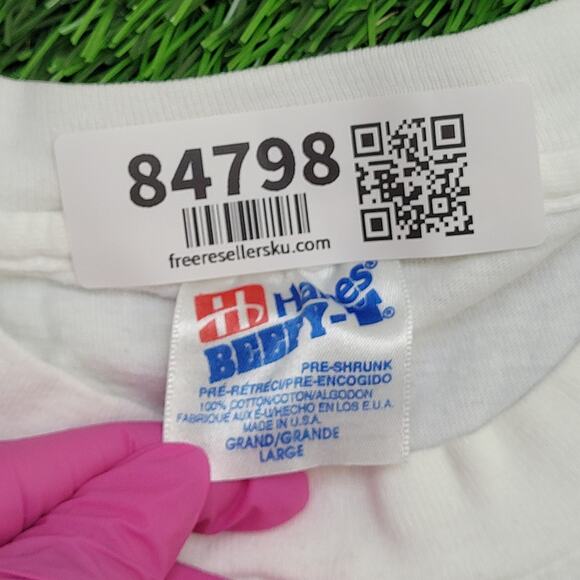 84798
freeresellersku.com
Hanes®
BEEFY-T®
PRE-SHRUNK
PRÉ-RÉTRÉCI/PRE-ENCOGIDO
100% COTTON/COTON/ALGODON
FABRIQUÉ AUX É-U/HECHO EN LOS E.U.A.
MADE IN U.S.A.
GRAND/GRANDE
LARGE